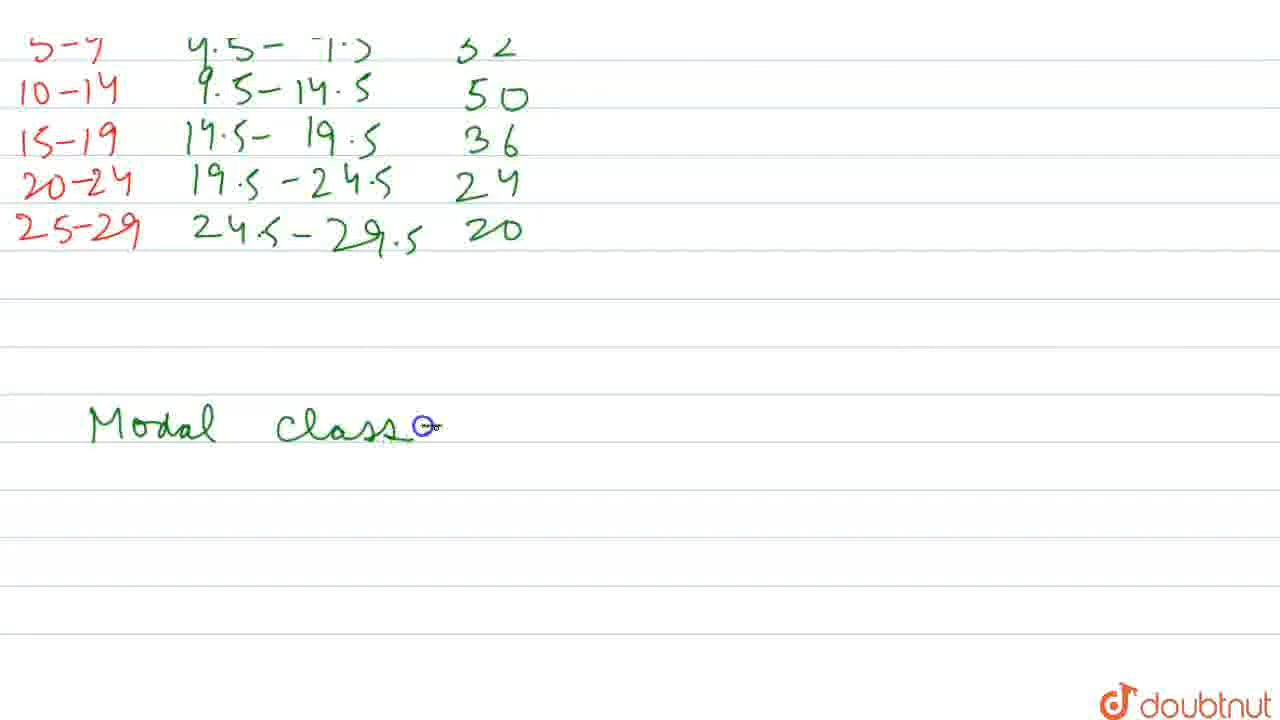 10-14 9.5-14.5 50
15-19 14.5- 19.5 36
20-24 19.5-24.5 24
25-29 24.5-29.5 20
Modal class
doubtnut